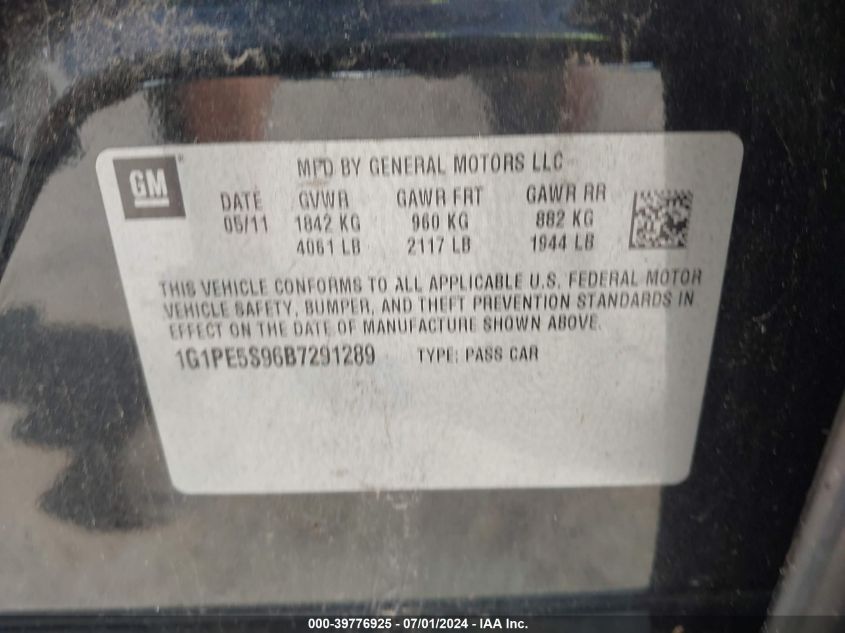 GM
MFD BY GENERAL MOTORS LLC
DATE GVWR GAWR FRT GAWR RR
05/11 1842 KG 960 KG 882 KG
4061 LB 2117 LB 1944 LB
THIS VEHICLE CONFORMS TO ALL APPLICABLE U.S. FEDERAL MOTOR
VEHICLE SAFETY, BUMPER, AND THEFT PREVENTION STANDARDS IN
EFFECT ON THE DATE OF MANUFACTURE SHOWN ABOVE.
1G1PE5S96B7291289 TYPE: PASS CAR
000-39776925 - 07/01/2024 - IAA Inc.